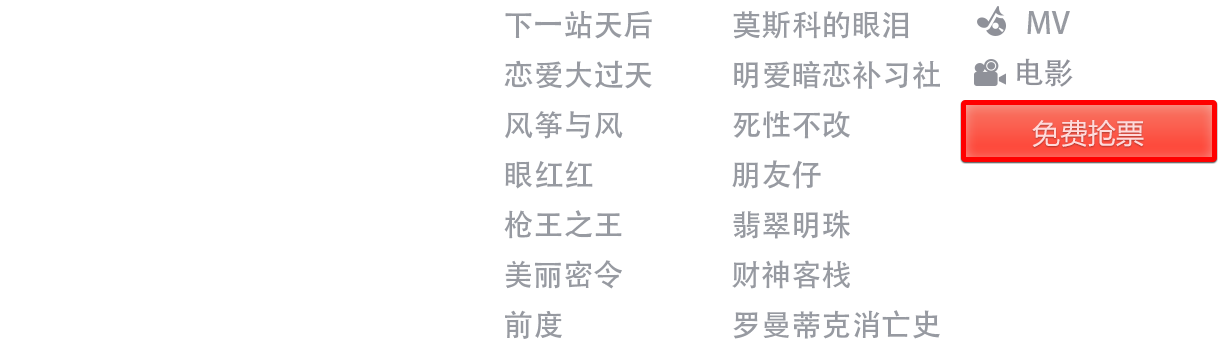 下一站天后
恋爱大过天
风筝与风
眼红红
枪王之王
美丽密令
前度
莫斯科的眼泪
明爱暗恋补习社
死性不改
朋友仔
翡翠明珠
财神客栈
罗曼蒂克消亡史
MV
电影
免费抢票